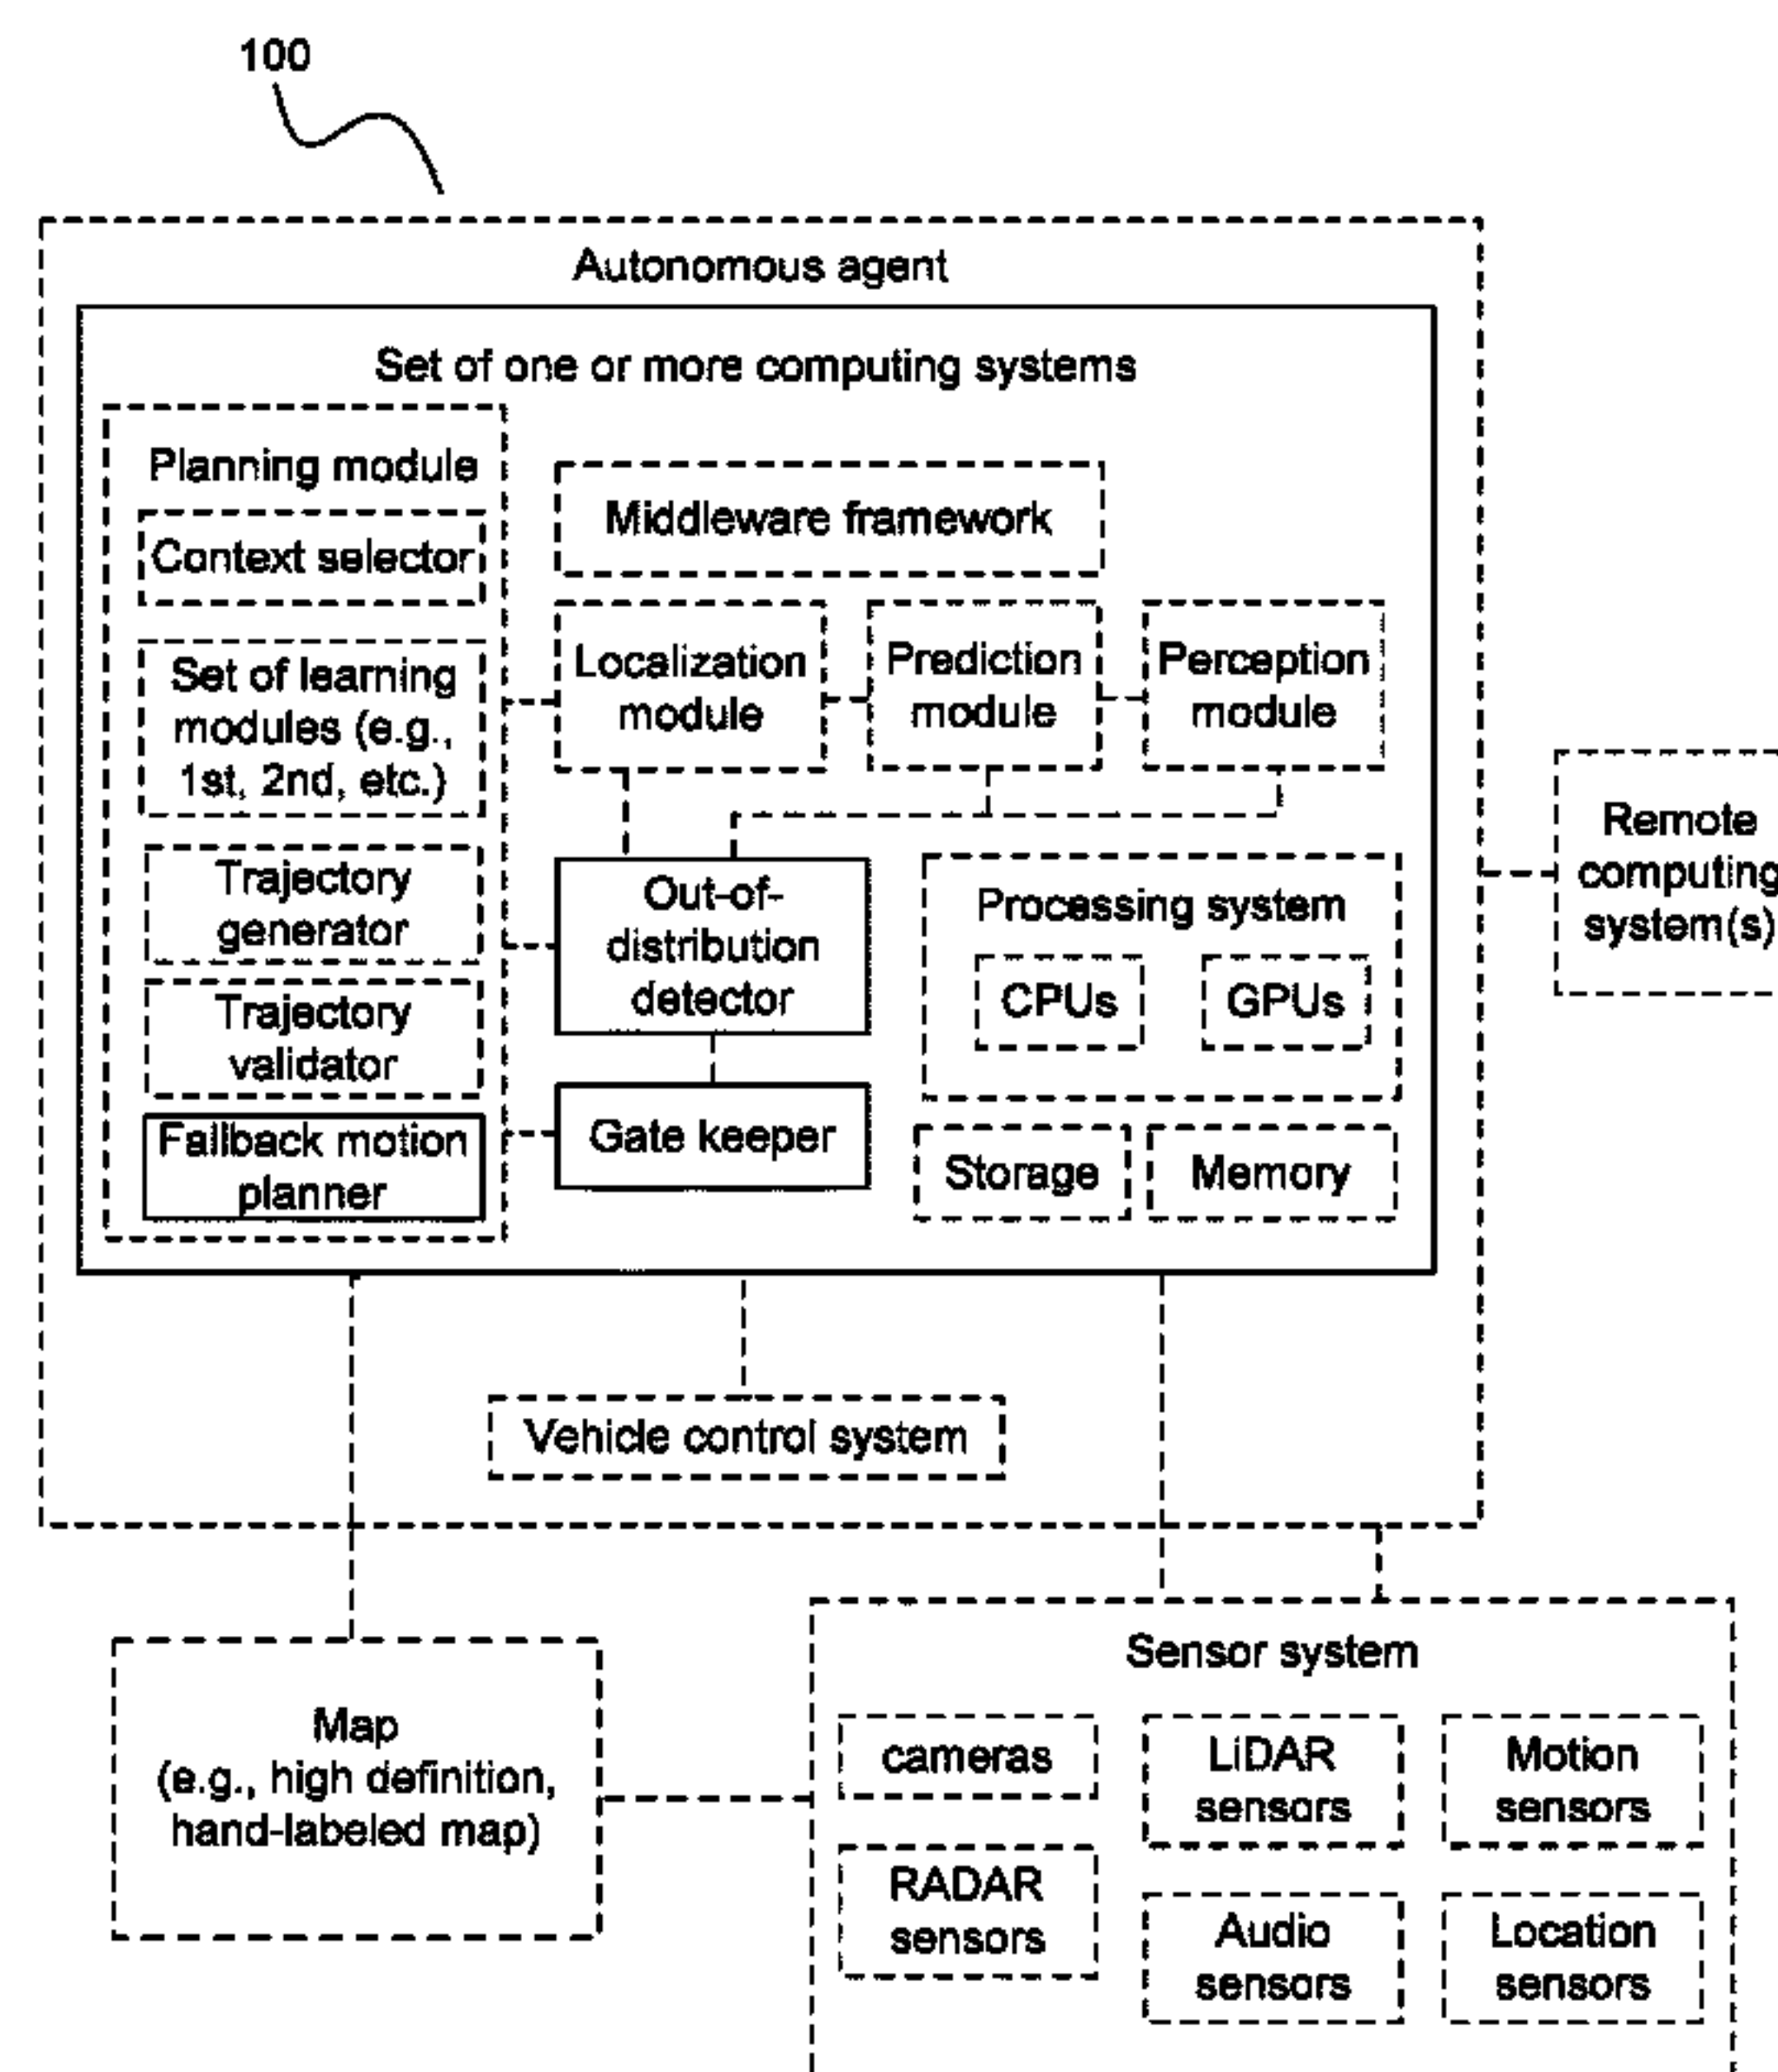 100
Autonomous agent
Set of one or more computing systems
Planning module
Context selector
Set of learning
modules (e.g.,
1st, 2nd, etc.)
Trajectory
generator
Trajectory
validator
Fallback motion
planner
Middleware framework
Localization
module
Prediction
module
Perception
module
Out-of-
distribution
detector
Gate keeper
Processing system
CPUs
GPUs
Storage
Memory
Remote
computing
system(s)
Vehicle control system
Map
(e.g., high definition,
hand-labeled map)
Sensor system
cameras
LiDAR
sensors
Motion
sensors
RADAR
sensors
Audio
sensors
Location
sensors